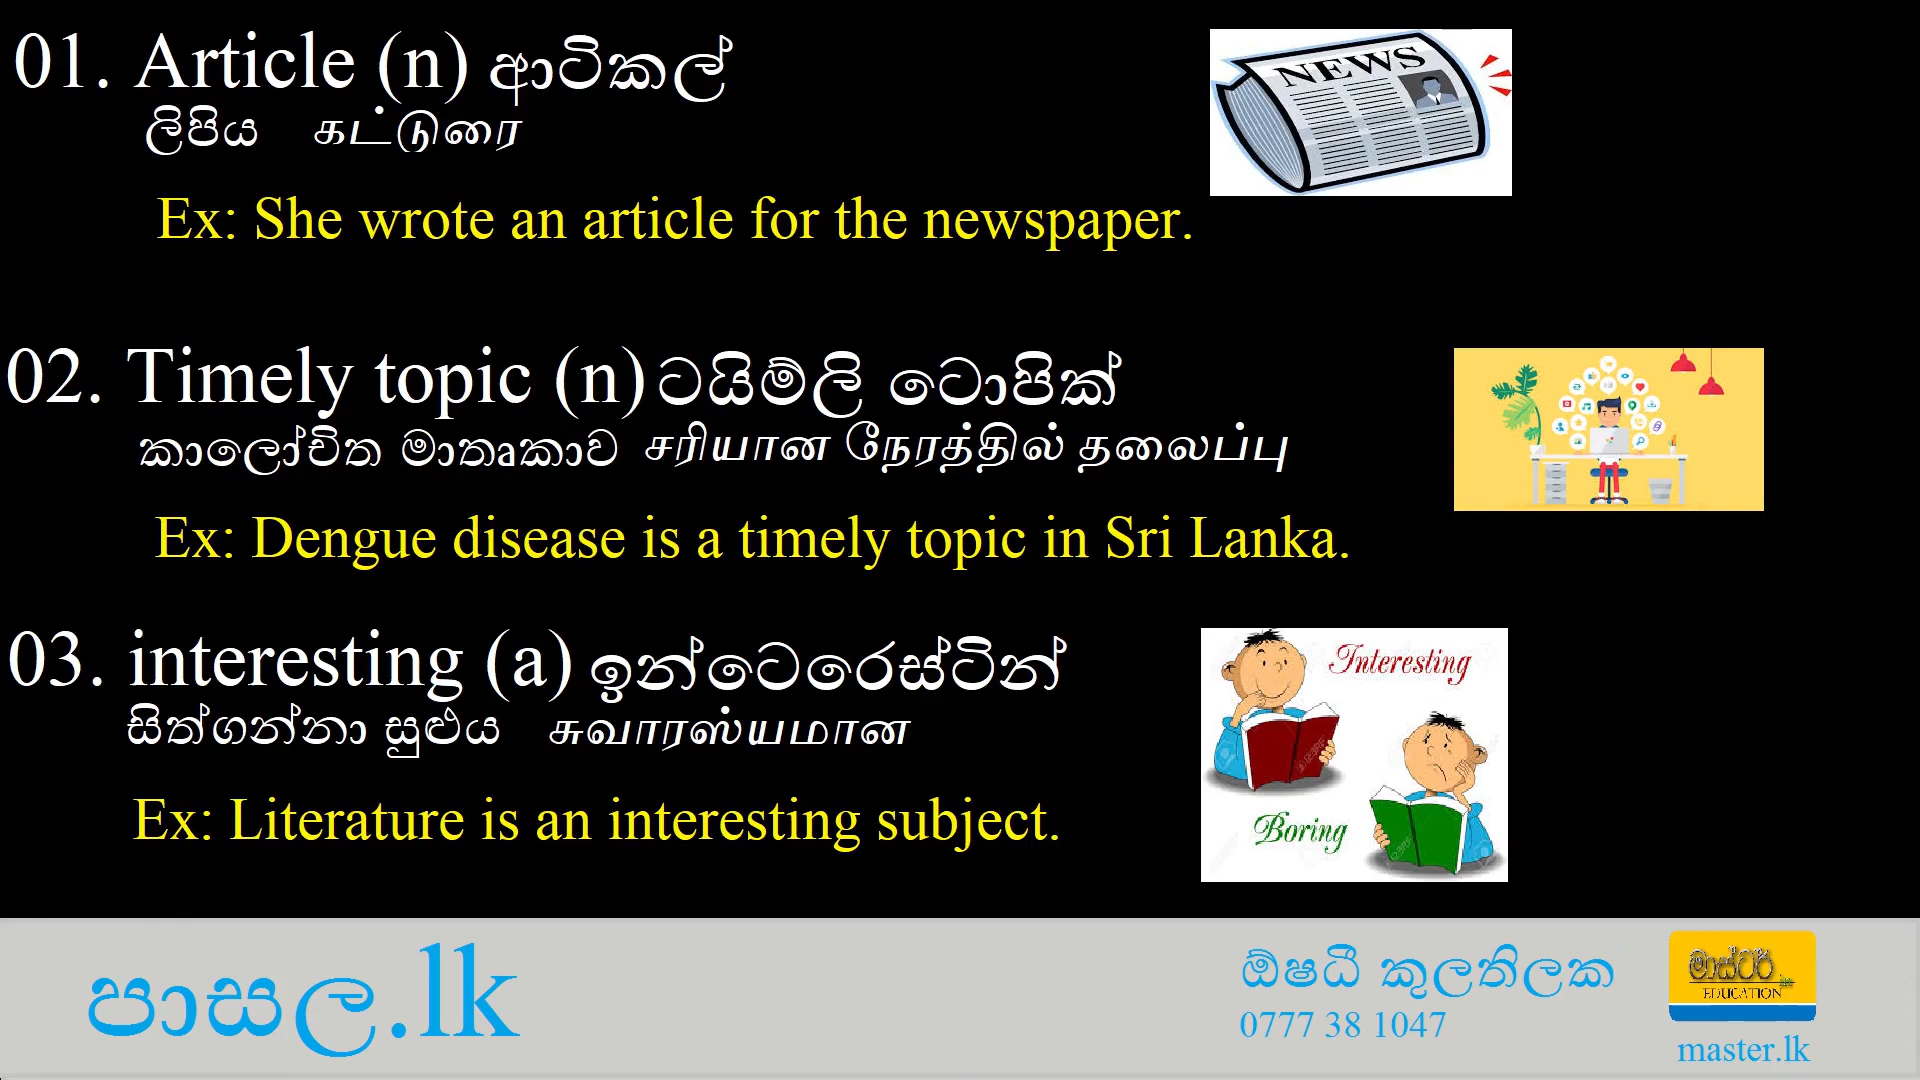 01. Article (n) ආටිකල්
ලිපිය கட்டுரை
NEWS
Ex: She wrote an article for the newspaper.
02. Timely topic (n) ටයිම්ලි ටොපික්
කාලෝචිත මාතෘකාව சரியான நேரத்தில் தலைப்பு
Ex: Dengue disease is a timely topic in Sri Lanka.
03. interesting (a) ඉන්ටෙරෙස්ටින්
සිත්ගන්නා සුළුය சுவாரஸ்யமான
Interesting
Ex: Literature is an interesting subject.
Boring
පාසල.lk
ඕෂධී කුලතිලක
0777 38 1047
මාස්ටර්
EDUCATION
master.lk